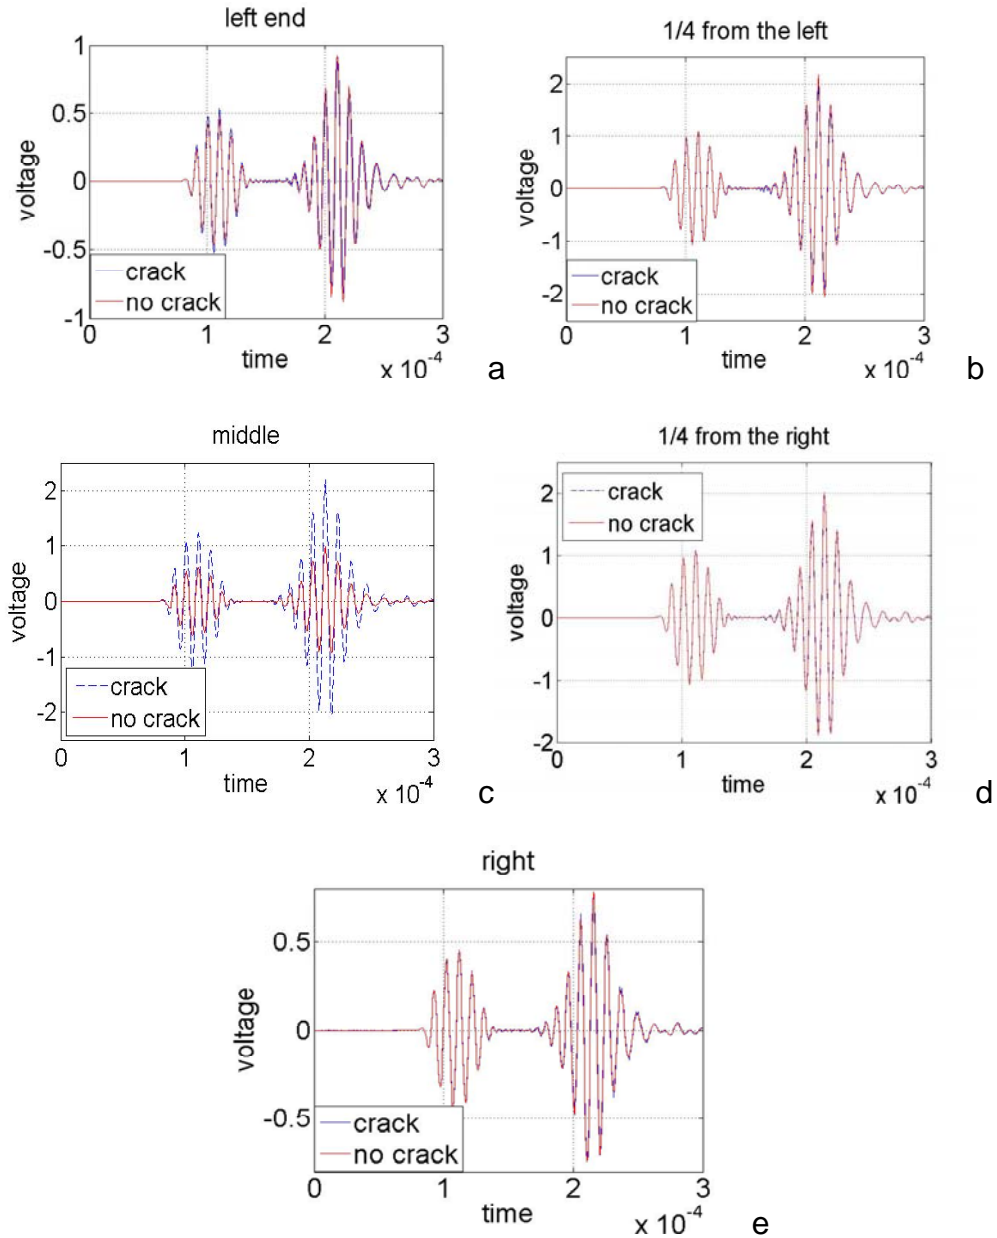 left end
1
0.5
0
-0.5
-1
voltage
crack
no crack
0 1 2 3
time
x 10-4
a
1/4 from the left
2
1
0
-1
-2
voltage
crack
no crack
0 1 2 3
time
x 10-4
b
middle
2
1
0
-1
-2
voltage
crack
no crack
0 1 2 3
time
x 10-4
c
1/4 from the right
2
1
0
-1
-2
voltage
crack
no crack
0 1 2 3
time
x 10-4
d
right
0.5
0
-0.5
voltage
crack
no crack
0 1 2 3
time
x 10-4
e